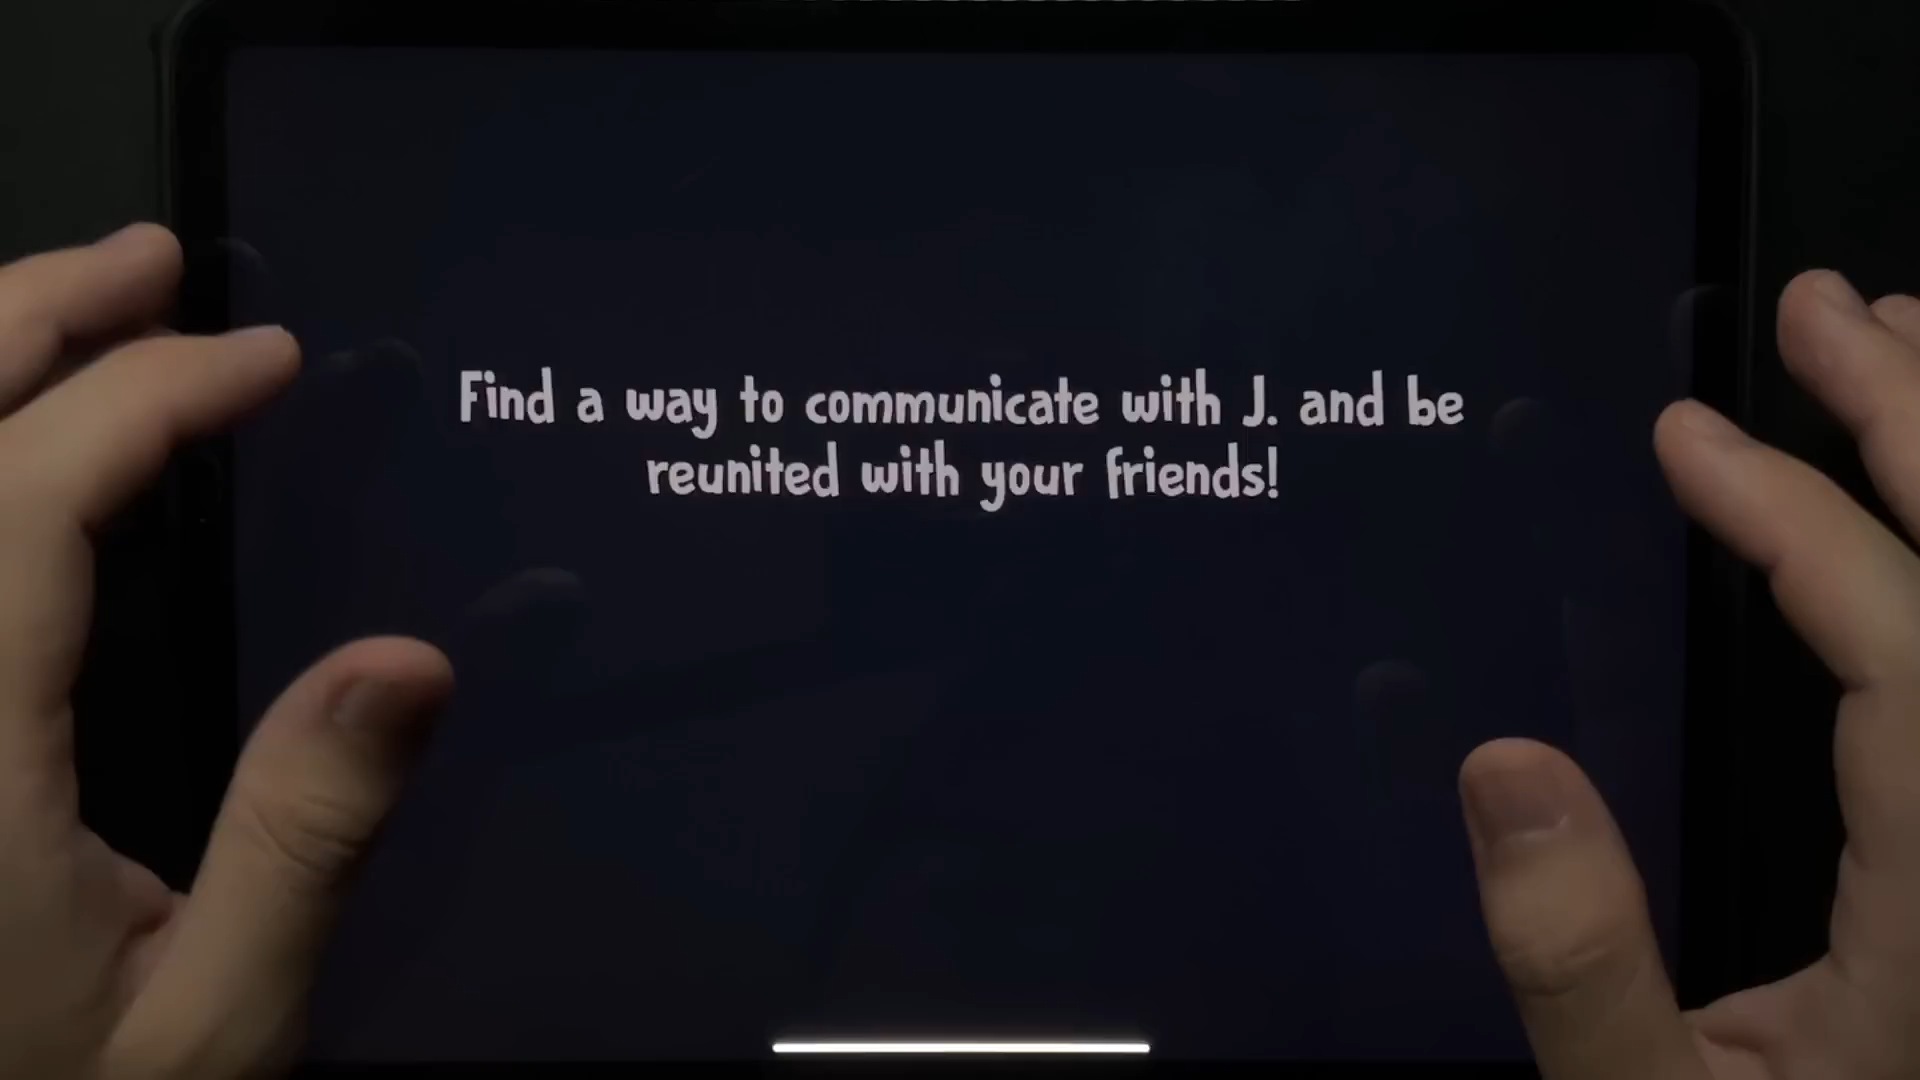 Find a way to communicate with J. and be
reunited with your friends!